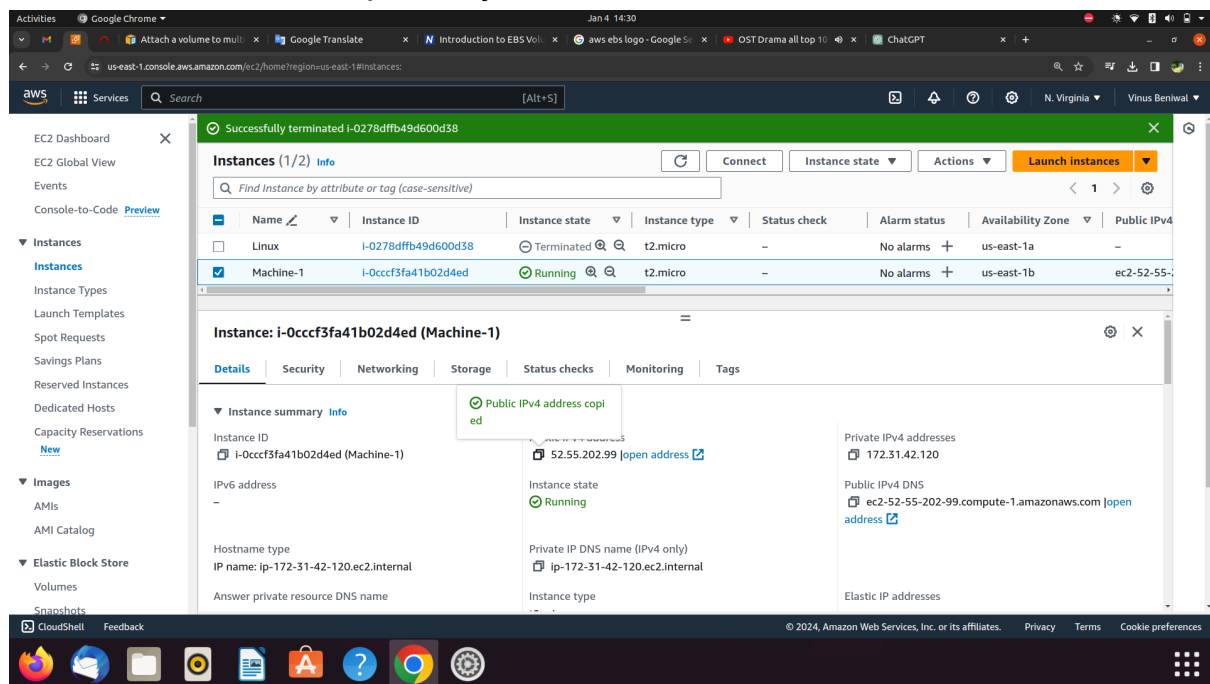 Activities
Google Chrome
Jan 4 14:30
Attach a volume to mult
Google Translate
Introduction to EBS Vol
aws ebs logo - Google Se
OST Drama all top 10
ChatGPT
us-east-1.console.aws.amazon.com/ec2/home?region=us-east-1#Instances:
aws
Services
Search
[Alt+S]
N. Virginia
Vinus Beniwal
EC2 Dashboard
EC2 Global View
Events
Console-to-Code Preview
Instances
Instances
Instance Types
Launch Templates
Spot Requests
Savings Plans
Reserved Instances
Dedicated Hosts
Capacity Reservations
New
Images
AMIs
AMI Catalog
Elastic Block Store
Volumes
Snapshots
Successfully terminated i-0278dffb49d600d38
Instances (1/2) Info
Connect
Instance state
Actions
Launch instances
Find Instance by attribute or tag (case-sensitive)
1
Name Instance ID Instance state Instance type Status check Alarm status Availability Zone Public IPv4
Linux i-0278dffb49d600d38 Terminated t2.micro – No alarms + us-east-1a –
Machine-1 i-0cccf3fa41b02d4ed Running t2.micro – No alarms + us-east-1b ec2-52-55-
Instance: i-0cccf3fa41b02d4ed (Machine-1)
Details Security Networking Storage Status checks Monitoring Tags
Public IPv4 address copi
ed
Instance summary Info
Instance ID
i-0cccf3fa41b02d4ed (Machine-1)
52.55.202.99 |open address
Private IPv4 addresses
172.31.42.120
IPv6 address
–
Instance state
Running
Public IPv4 DNS
ec2-52-55-202-99.compute-1.amazonaws.com |open
address
Hostname type
IP name: ip-172-31-42-120.ec2.internal
Private IP DNS name (IPv4 only)
ip-172-31-42-120.ec2.internal
Answer private resource DNS name
Instance type
Elastic IP addresses
CloudShell Feedback
© 2024, Amazon Web Services, Inc. or its affiliates. Privacy Terms Cookie preferences